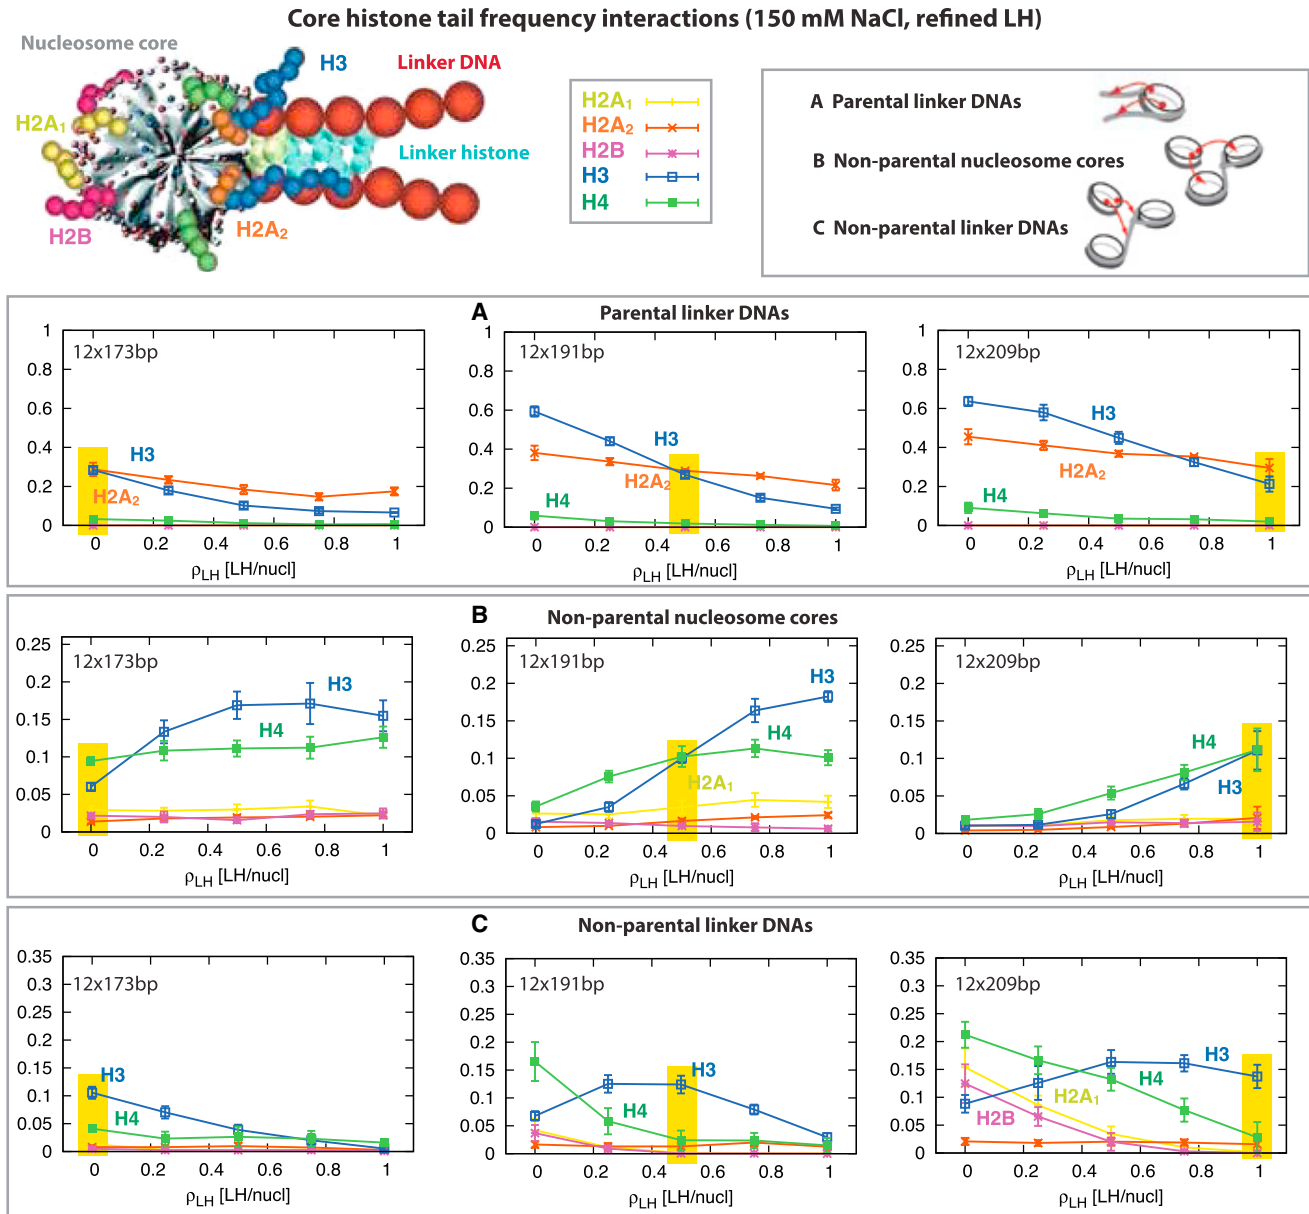 Core histone tail frequency interactions (150 mM NaCl, refined LH)
Nucleosome core
H3
Linker DNA
H2A1
Linker histone
H2B
H2A2
H2A1
H2A2
H2B
H3
H4
A Parental linker DNAs
B Non-parental nucleosome cores
C Non-parental linker DNAs
A Parental linker DNAs
12x173bp
1
0.8
0.6
0.4
0.2
0
H3
H2A2
0 0.2 0.4 0.6 0.8 1
ρLH [LH/nucl]
12x191bp
1
0.8
0.6
0.4
0.2
0
H3
H2A2
H4
0 0.2 0.4 0.6 0.8 1
ρLH [LH/nucl]
12x209bp
1
0.8
0.6
0.4
0.2
0
H3
H2A2
H4
0 0.2 0.4 0.6 0.8 1
ρLH [LH/nucl]
B Non-parental nucleosome cores
12x173bp
0.25
0.2
0.15
0.1
0.05
0
H3
H4
0 0.2 0.4 0.6 0.8 1
ρLH [LH/nucl]
12x191bp
0.25
0.2
0.15
0.1
0.05
0
H3
H4
H2A1
0 0.2 0.4 0.6 0.8 1
ρLH [LH/nucl]
12x209bp
0.25
0.2
0.15
0.1
0.05
0
H4
H3
0 0.2 0.4 0.6 0.8 1
ρLH [LH/nucl]
C Non-parental linker DNAs
12x173bp
0.35
0.3
0.25
0.2
0.15
0.1
0.05
0
H3
H4
0 0.2 0.4 0.6 0.8 1
ρLH [LH/nucl]
12x191bp
0.35
0.3
0.25
0.2
0.15
0.1
0.05
0
H3
H4
0 0.2 0.4 0.6 0.8 1
ρLH [LH/nucl]
12x209bp
0.35
0.3
0.25
0.2
0.15
0.1
0.05
0
H3
H4
H2A1
H2B
0 0.2 0.4 0.6 0.8 1
ρLH [LH/nucl]